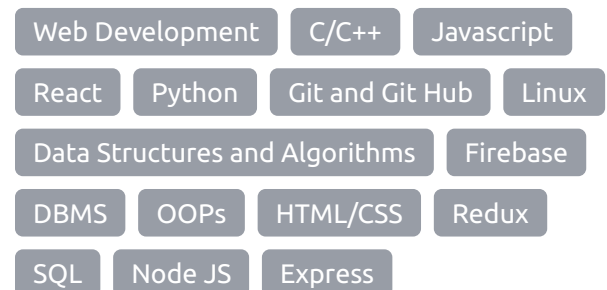 Web Development C/C++ Javascript
React Python Git and Git Hub Linux
Data Structures and Algorithms Firebase
DBMS OOPs HTML/CSS Redux
SQL Node JS Express